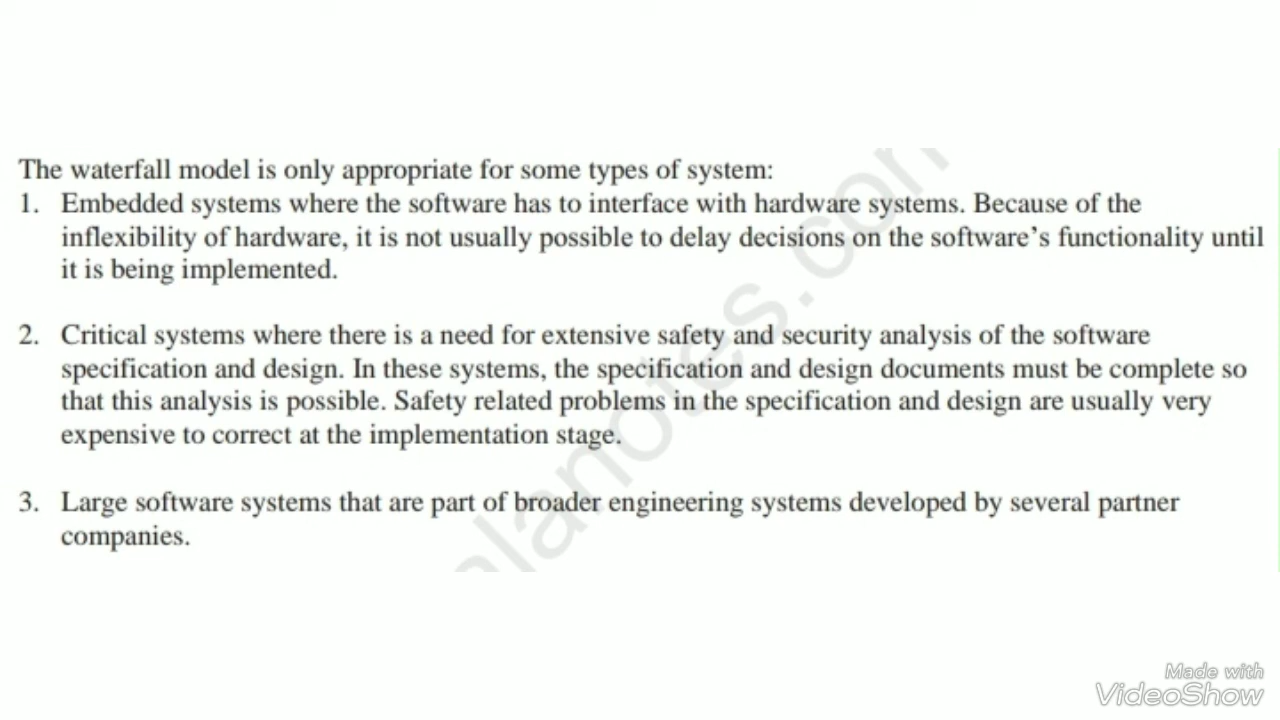 The waterfall model is only appropriate for some types of system:
1. Embedded systems where the software has to interface with hardware systems. Because of the
inflexibility of hardware, it is not usually possible to delay decisions on the software's functionality until
it is being implemented.
2. Critical systems where there is a need for extensive safety and security analysis of the software
specification and design. In these systems, the specification and design documents must be complete so
that this analysis is possible. Safety related problems in the specification and design are usually very
expensive to correct at the implementation stage.
3. Large software systems that are part of broader engineering systems developed by several partner
companies.
Made with
VideoShow